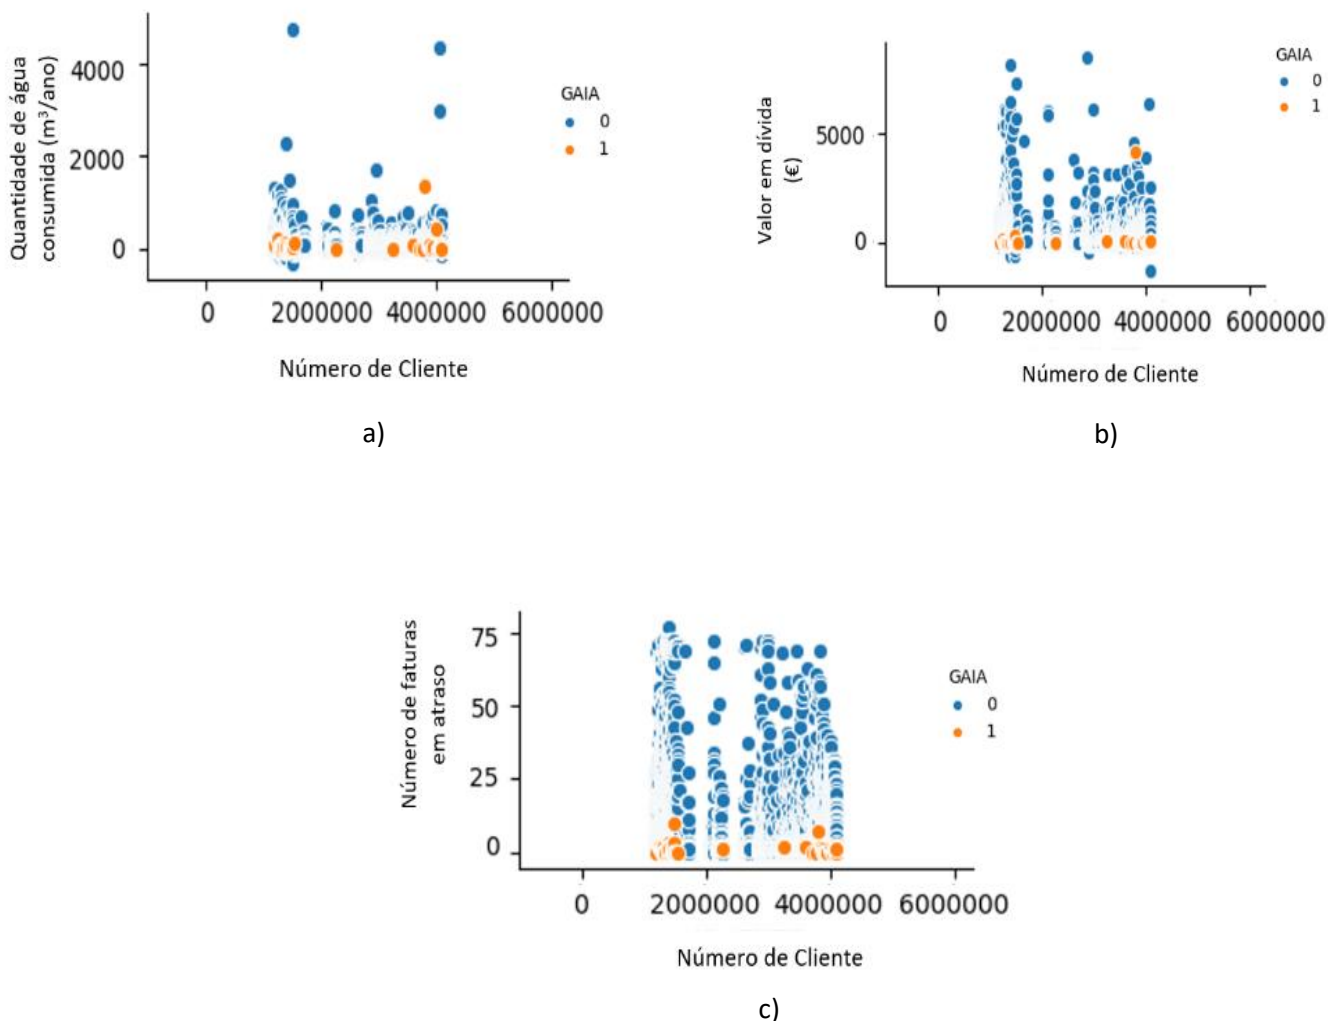 Quantidade de água
consumida (m³/ano)
4000
2000
0
0 2000000 4000000 6000000
Número de Cliente
GAIA
0
1
a)
Valor em dívida
(€)
5000
0
0 2000000 4000000 6000000
Número de Cliente
GAIA
0
1
b)
Número de faturas
em atraso
75
50
25
0
0 2000000 4000000 6000000
Número de Cliente
GAIA
0
1
c)